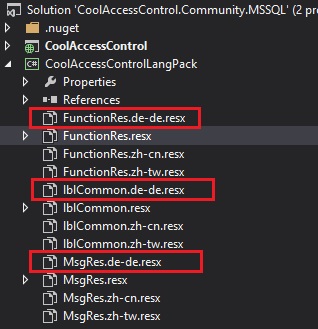 Solution 'CoolAccessControl.Community.MSSQL' (2 pr
.nuget
CoolAccessControl
CoolAccessControlLangPack
Properties
References
FunctionRes.de-de.resx
FunctionRes.resx
FunctionRes.zh-cn.resx
FunctionRes.zh-tw.resx
lblCommon.de-de.resx
lblCommon.resx
lblCommon.zh-cn.resx
lblCommon.zh-tw.resx
MsgRes.de-de.resx
MsgRes.resx
MsgRes.zh-cn.resx
MsgRes.zh-tw.resx